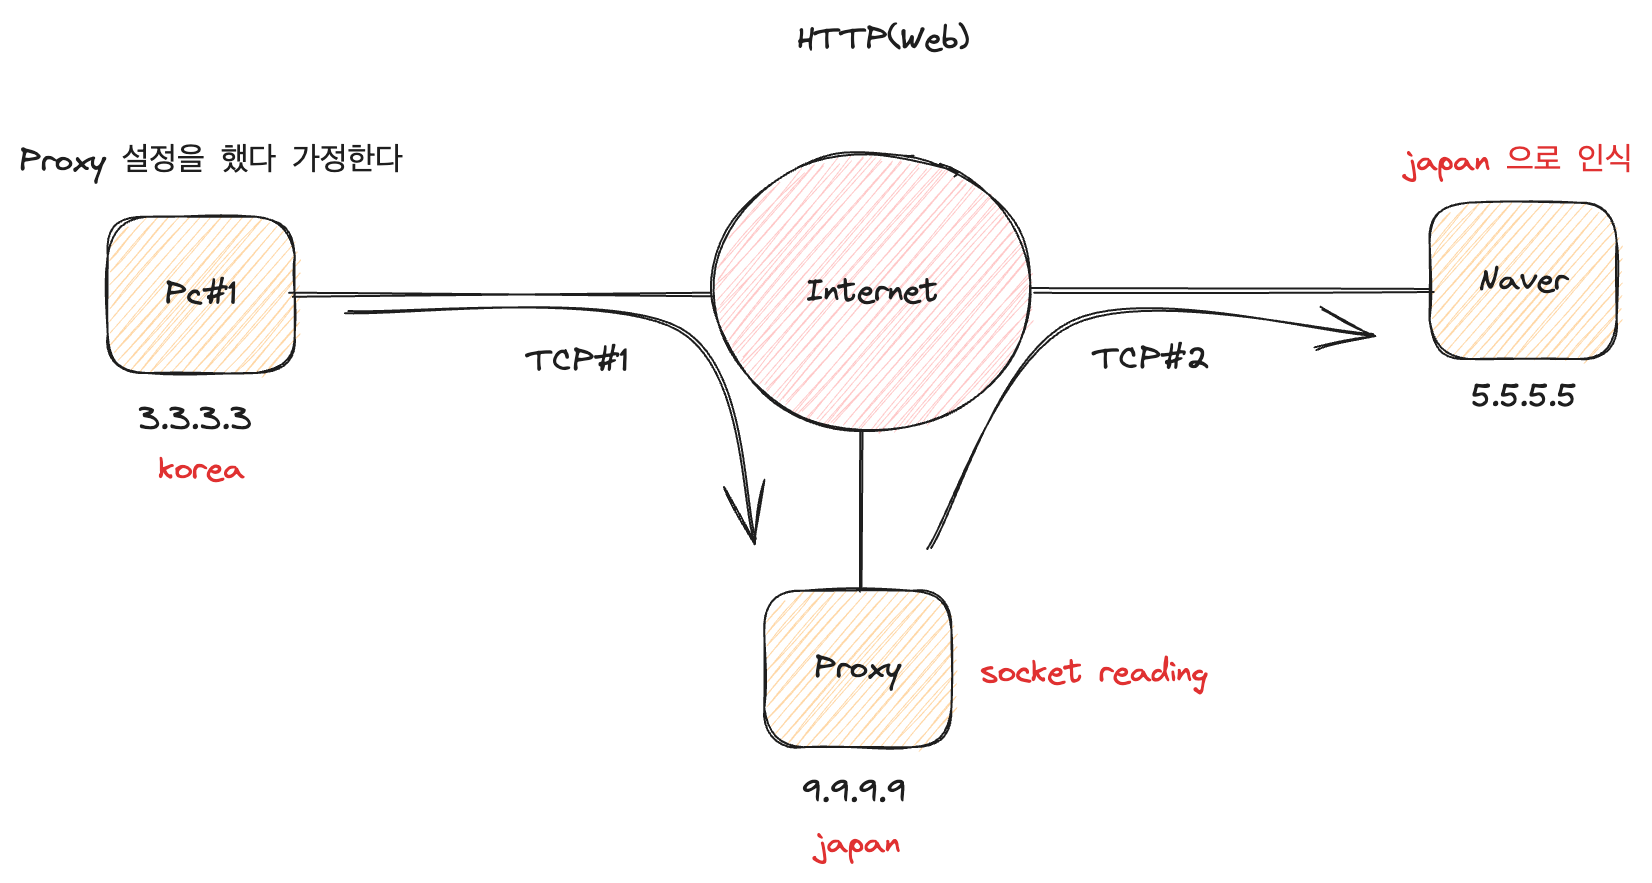 HTTP(Web)
Proxy 설정을 했다 가정한다
japan 으로 인식
Pc#1
Internet
Naver
TCP#1
TCP#2
3.3.3.3
5.5.5.5
korea
Proxy
socket reading
9.9.9.9
japan